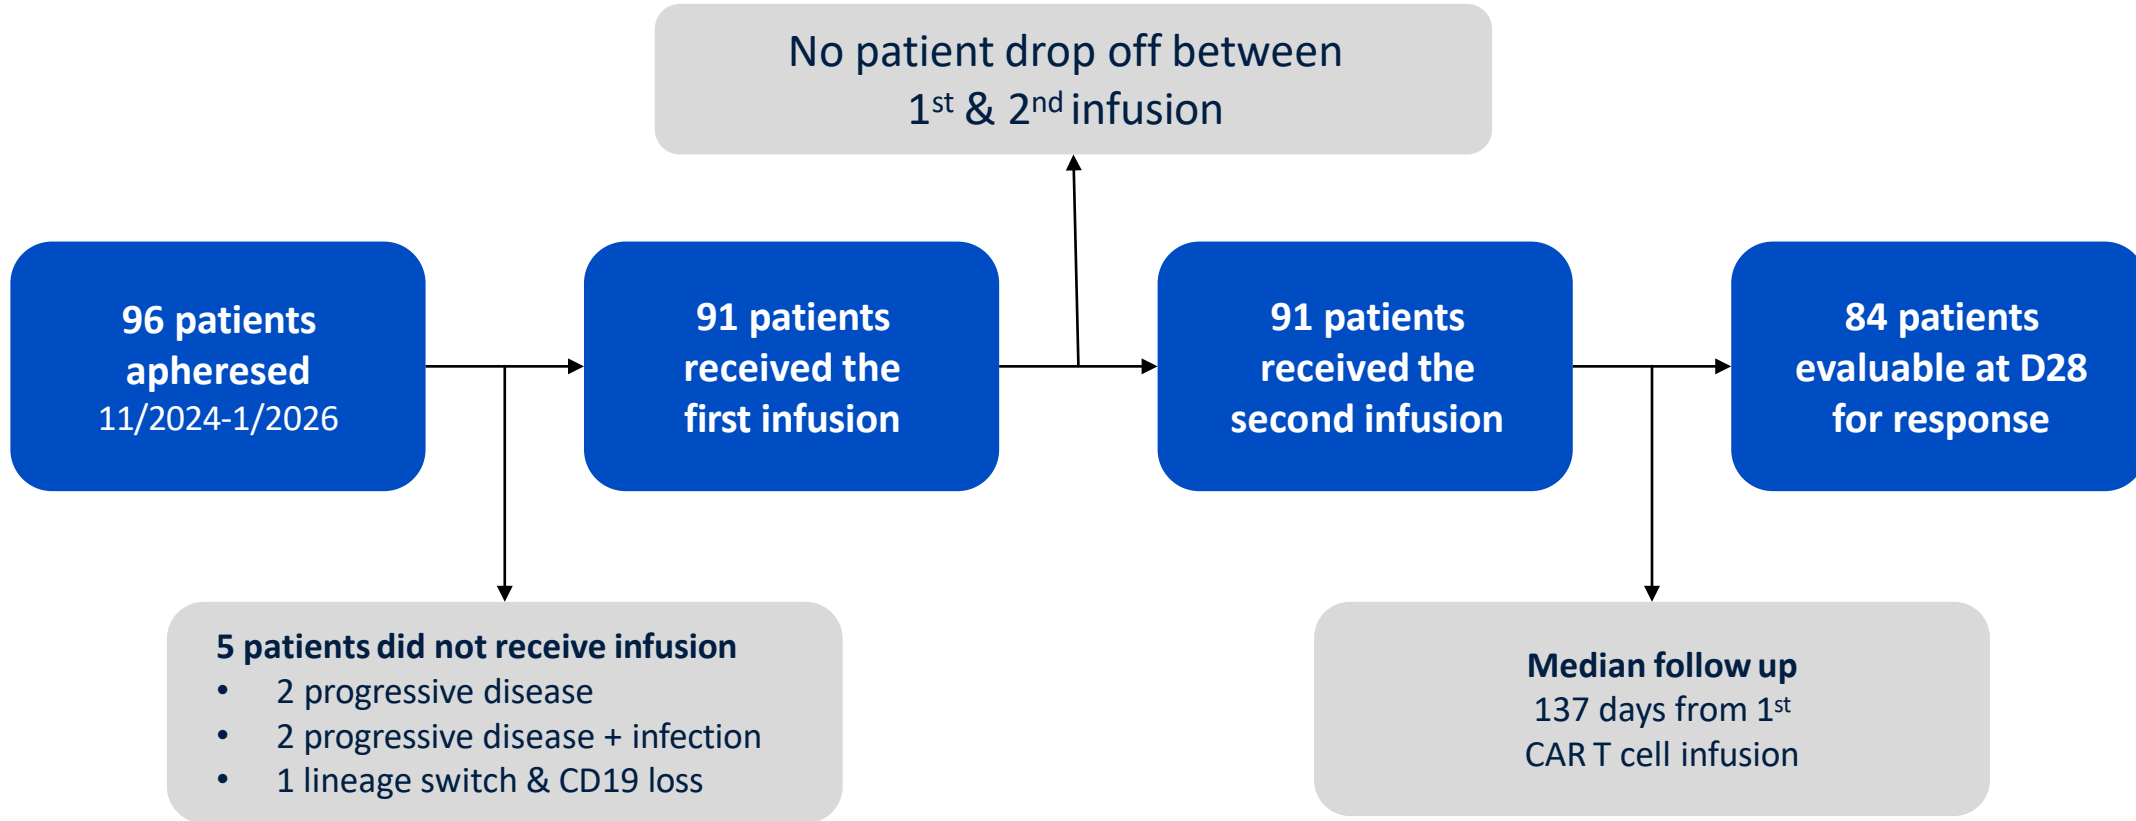 No patient drop off between
1st & 2nd infusion
96 patients
apheresed
11/2024-1/2026
91 patients
received the
first infusion
91 patients
received the
second infusion
84 patients
evaluable at D28
for response
5 patients did not receive infusion
• 2 progressive disease
• 2 progressive disease + infection
• 1 lineage switch & CD19 loss
Median follow up
137 days from 1st
CAR T cell infusion